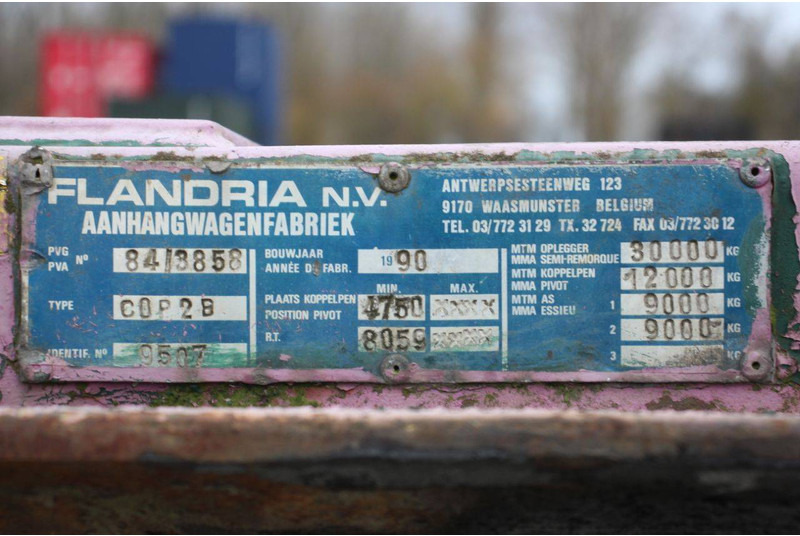 FLANDRIA N.V.
AANHANGWAGENFABRIEK
ANTWERPSESTEENWEG 123
9170 WAASMUNSTER BELGIUM
TEL. 03/772 31 29 TX. 32 724 FAX 03/772 30 12
PVG
PVA Nº 84/3858
TYPE COP2B
IDENTIF. Nº 9507
BOUWJAAR
ANNÉE DE FABR. 1990
MIN. MAX.
PLAATS KOPPELPEN
POSITION PIVOT 4750 XXXXX
R.T. 8059
MTM OPLEGGER
MMA SEMI-REMORQUE 30000 KG
MTM KOPPELPEN
MMA PIVOT 12000 KG
MTM AS
MMA ESSIEU 1 9000 KG
2 9000 KG
3 KG